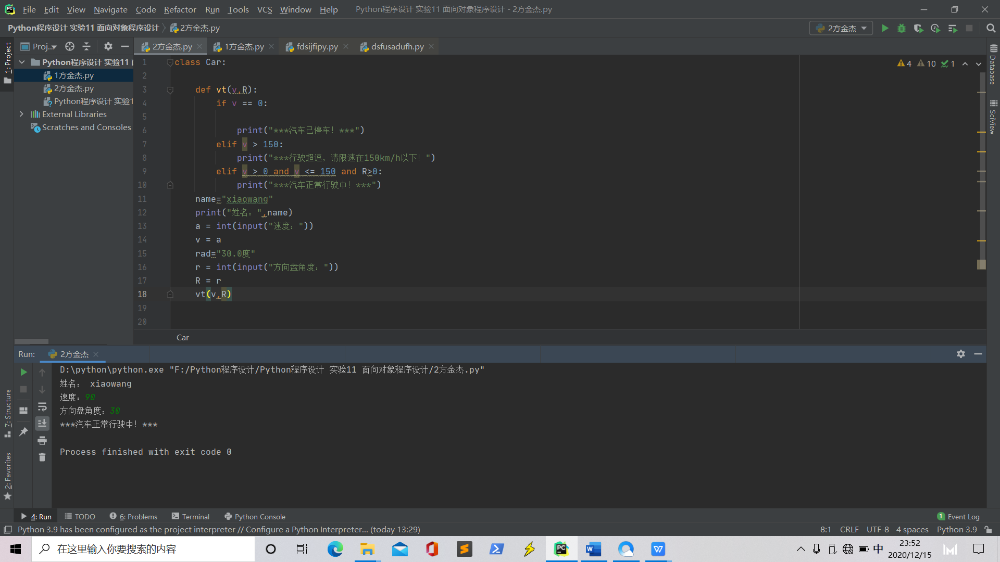 File Edit View Navigate Code Refactor Run Tools VCS Window Help Python程序设计 实验11 面向对象程序设计 - 2方金杰.py
Python程序设计 实验11 面向对象程序设计 2方金杰.py 2方金杰
Proj.. 2方金杰.py 1方金杰.py fdsijfipy.py dsfusadufh.py
1: Project
Python程序设计 实验11
1方金杰.py
2方金杰.py
Python程序设计 实验1
External Libraries
Scratches and Consoles
4 10 1
1 class Car:
2
3 def vt(v,R):
4 if v == 0:
5
6 print("***汽车已停车！***")
7 elif v > 150:
8 print("***行驶超速，请限速在150km/h以下！")
9 elif v > 0 and v <= 150 and R>0:
10 print("***汽车正常行驶中！***")
11 name="xiaowang"
12 print("姓名：",name)
13 a = int(input("速度："))
14 v = a
15 rad="30.0度"
16 r = int(input("方向盘角度："))
17 R = r
18 vt(v,R)
19
20
Car
Database
SciView
Run: 2方金杰
D:\python\python.exe "F:/Python程序设计/Python程序设计 实验11 面向对象程序设计/2方金杰.py"
姓名： xiaowang
速度：90
方向盘角度：30
***汽车正常行驶中！***
Process finished with exit code 0
7: Structure
2: Favorites
4: Run TODO 6: Problems Terminal Python Console 1 Event Log
Python 3.9 has been configured as the project interpreter // Configure a Python Interpreter... (today 13:29) 8:1 CRLF UTF-8 4 spaces Python 3.9
在这里输入你要搜索的内容 中 23:52
2020/12/15